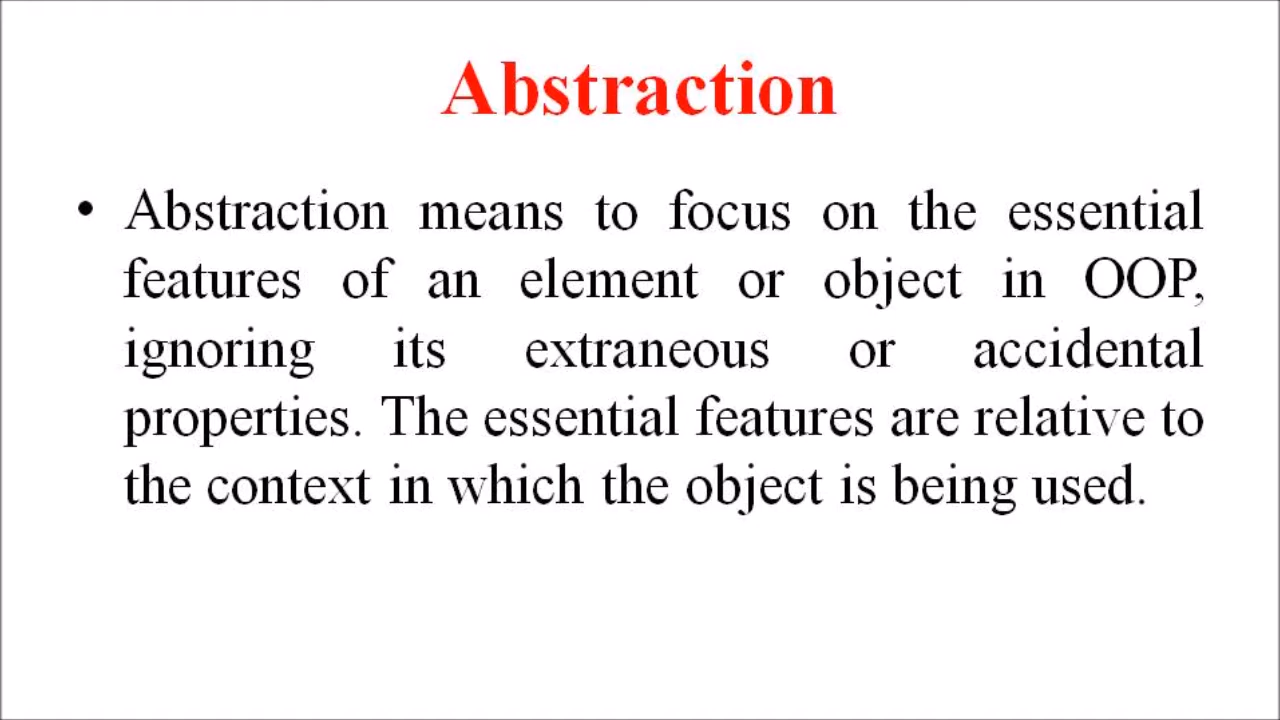 Abstraction
• Abstraction means to focus on the essential
features of an element or object in OOP,
ignoring its extraneous or accidental
properties. The essential features are relative to
the context in which the object is being used.